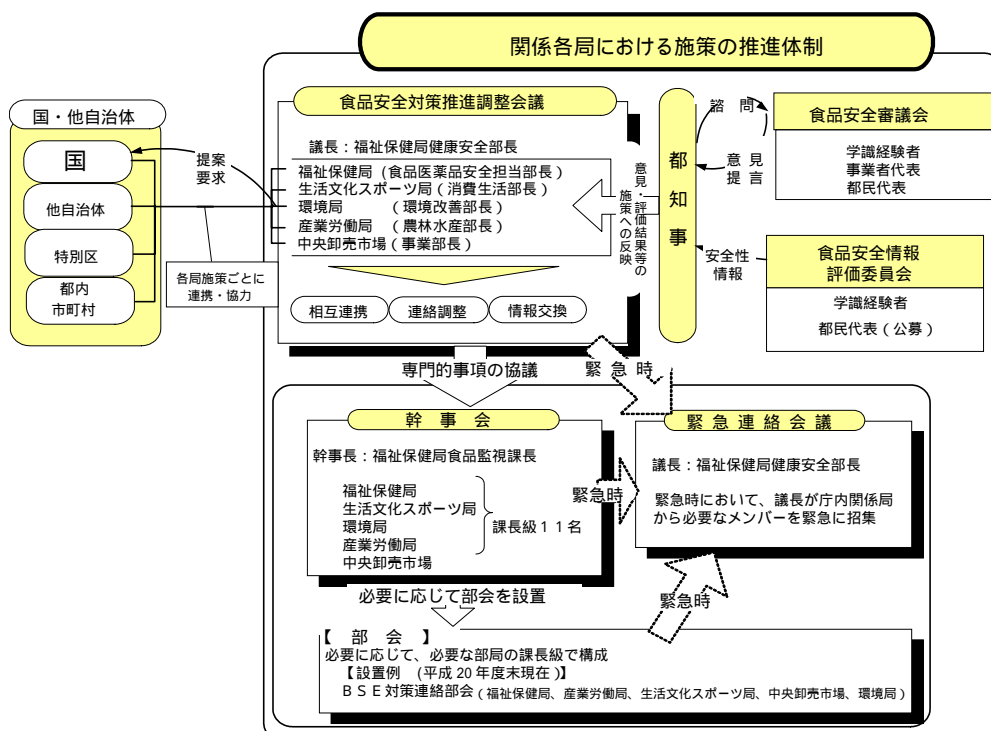 関係各局における施策の推進体制
国・他自治体
国
他自治体
特別区
都内
市町村
提案
要求
各局施策ごとに
連携・協力
食品安全対策推進調整会議
議長：福祉保健局健康安全部長
福祉保健局（食品医薬品安全担当部長）
生活文化スポーツ局（消費生活部長）
環境局　　　（環境改善部長）
産業労働局　（農林水産部長）
中央卸売市場（事業部長）
相互連携
連絡調整
情報交換
意見・評価結果等の
施策への反映
都知事
諮問
意見
提言
食品安全審議会
学識経験者
事業者代表
都民代表
安全性
情報
食品安全情報
評価委員会
学識経験者
都民代表（公募）
専門的事項の協議
緊急時
幹事会
幹事長：福祉保健局食品監視課長
福祉保健局
生活文化スポーツ局
環境局
産業労働局
中央卸売市場
課長級１１名
緊急時
緊急連絡会議
議長：福祉保健局健康安全部長
緊急時において、議長が庁内関係局
から必要なメンバーを緊急に招集
必要に応じて部会を設置
緊急時
【　部　会　】
必要に応じて、必要な部局の課長級で構成
【設置例　(平成20年度末現在)】
ＢＳＥ対策連絡部会（福祉保健局、産業労働局、生活文化スポーツ局、中央卸売市場、環境局）